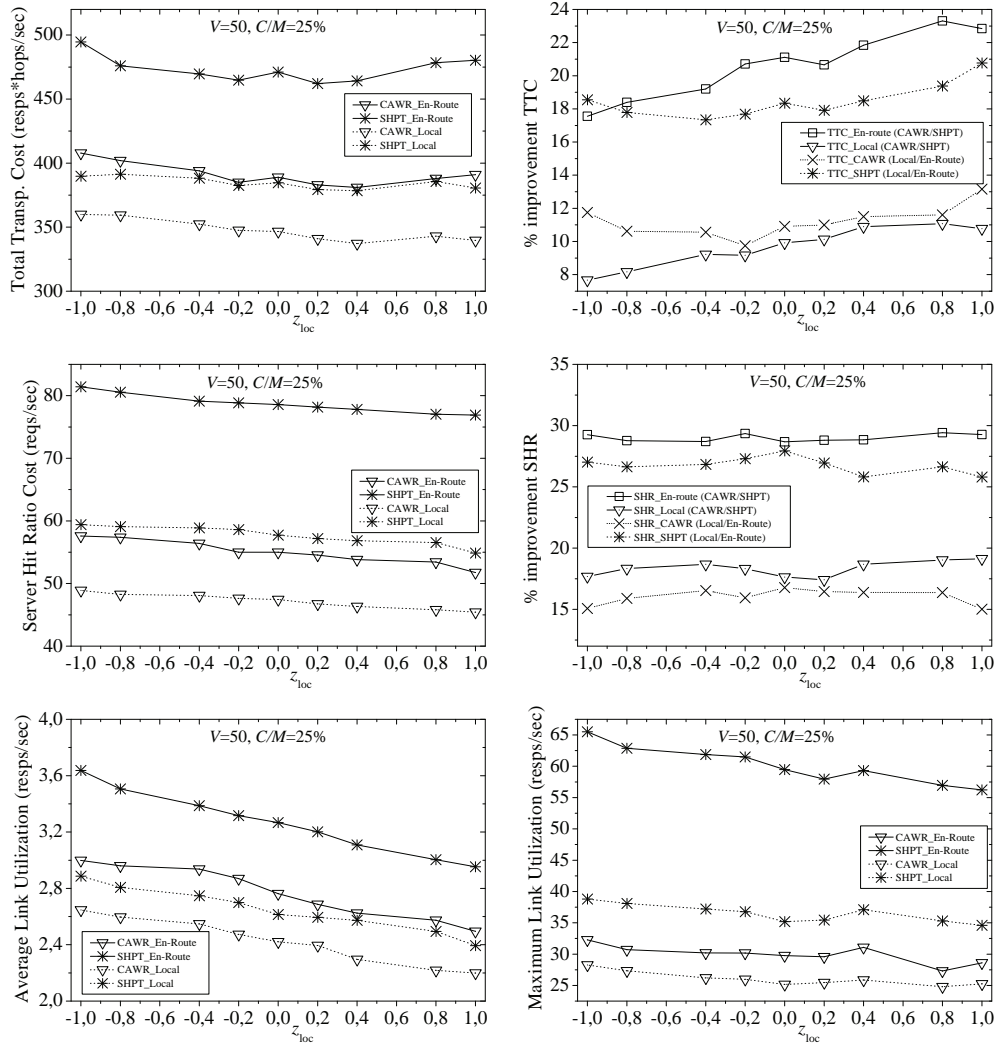 V=50, C/M=25%
Total Transp. Cost (resps*hops/sec)
500
450
400
350
300
CAWR_En-Route
SHPT_En-Route
CAWR_Local
SHPT_Local
-1,0 -0,8 -0,6 -0,4 -0,2 0,0 0,2 0,4 0,6 0,8 1,0
z_loc
V=50, C/M=25%
% improvement TTC
24
22
20
18
16
14
12
10
8
TTC_En-route (CAWR/SHPT)
TTC_Local (CAWR/SHPT)
TTC_CAWR (Local/En-Route)
TTC_SHPT (Local/En-Route)
-1,0 -0,8 -0,6 -0,4 -0,2 0,0 0,2 0,4 0,6 0,8 1,0
z_loc
V=50, C/M=25%
Server Hit Ratio Cost (reqs/sec)
80
70
60
50
40
CAWR_En-Route
SHPT_En-Route
CAWR_Local
SHPT_Local
-1,0 -0,8 -0,6 -0,4 -0,2 0,0 0,2 0,4 0,6 0,8 1,0
z_loc
V=50, C/M=25%
% improvement SHR
35
30
25
20
15
SHR_En-route (CAWR/SHPT)
SHR_Local (CAWR/SHPT)
SHR_CAWR (Local/En-Route)
SHR_SHPT (Local/En-Route)
-1,0 -0,8 -0,6 -0,4 -0,2 0,0 0,2 0,4 0,6 0,8 1,0
z_loc
V=50, C/M=25%
Average Link Utilization (resps/sec)
4,0
3,6
3,2
2,8
2,4
2,0
CAWR_En-Route
SHPT_En-Route
CAWR_Local
SHPT_Local
-1,0 -0,8 -0,6 -0,4 -0,2 0,0 0,2 0,4 0,6 0,8 1,0
z_loc
V=50, C/M=25%
Maximum Link Utilization (resps/sec)
65
60
55
50
45
40
35
30
25
CAWR_En-Route
SHPT_En-Route
CAWR_Local
SHPT_Local
-1,0 -0,8 -0,6 -0,4 -0,2 0,0 0,2 0,4 0,6 0,8 1,0
z_loc